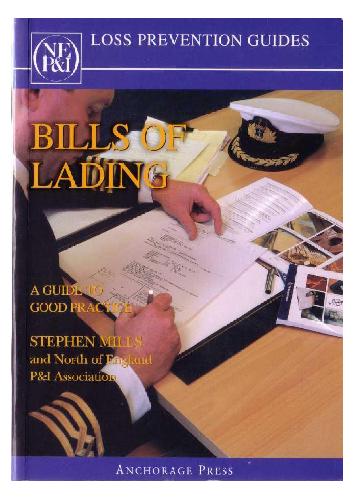 NE
P&I
LOSS PREVENTION GUIDES
BILLS OF
LADING
A GUIDE TO
GOOD PRACTICE
STEPHEN MILLS
and North of England
P&I Association
ANCHORAGE PRESS